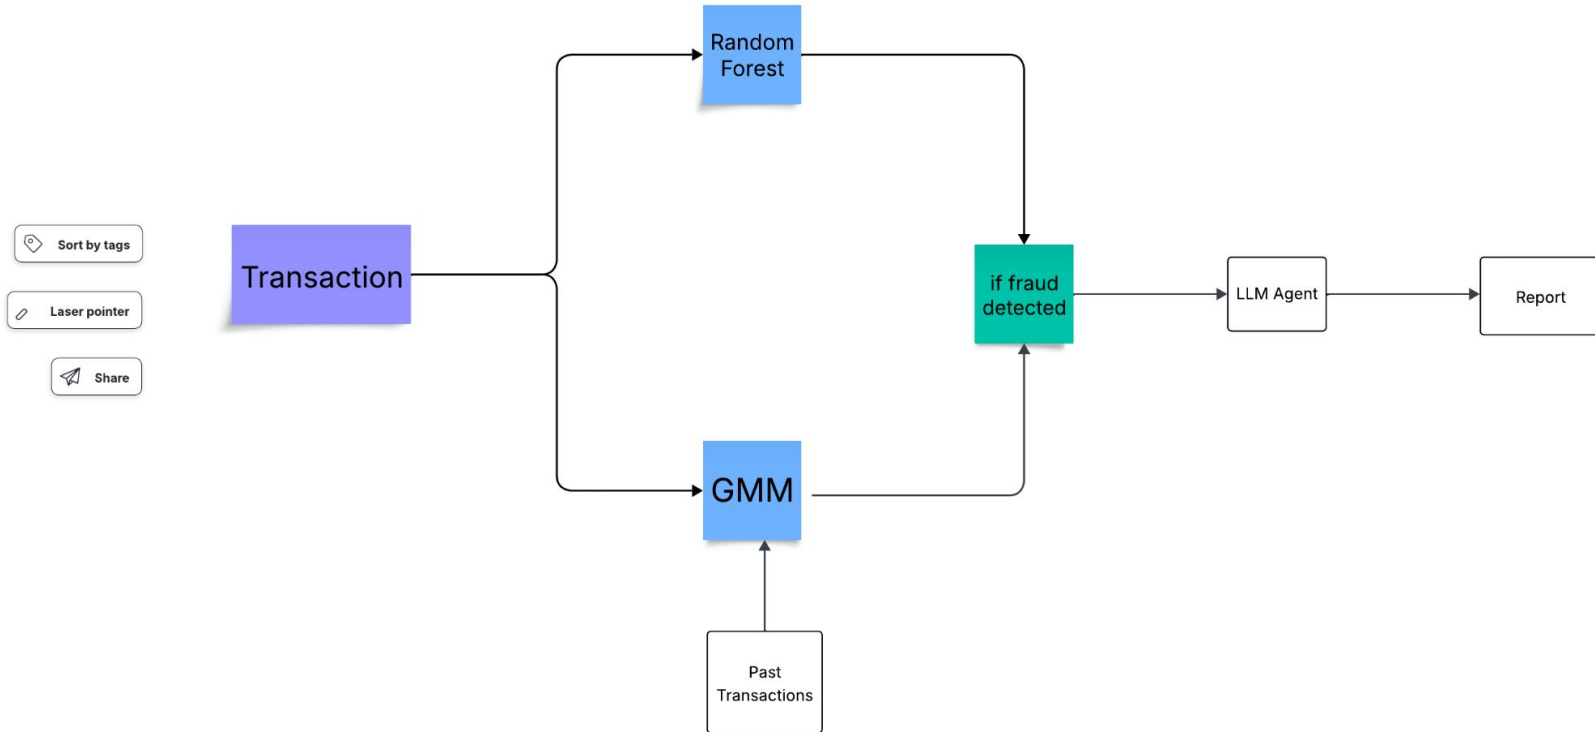 Random
Forest
Sort by tags
Transaction
Laser pointer
Share
if fraud
detected
LLM Agent
Report
GMM
Past
Transactions